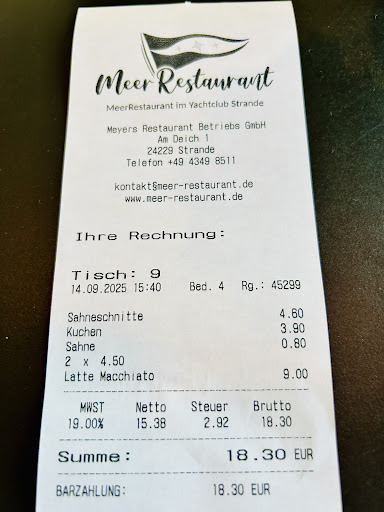 Meer Restaurant
MeerRestaurant im Yachtclub Strande
Meyers Restaurant Betriebs GmbH
Am Deich 1
24229 Strande
Telefon +49 4349 8511
kontakt§meer-restaurant.de
www.meer-restaurant.de
Ihre Rechnung:
Tisch: 9
14.09.2025 15:40 Bed. 4 Rg.: 45299
Sahneschnitte 4.60
Kuchen 3.90
Sahne 0.80
2 x 4.50
Latte Macchiato 9.00
MWST Netto Steuer Brutto
19.00% 15.38 2.92 18.30
Summe: 18.30 EUR
BARZAHLUNG: 18.30 EUR